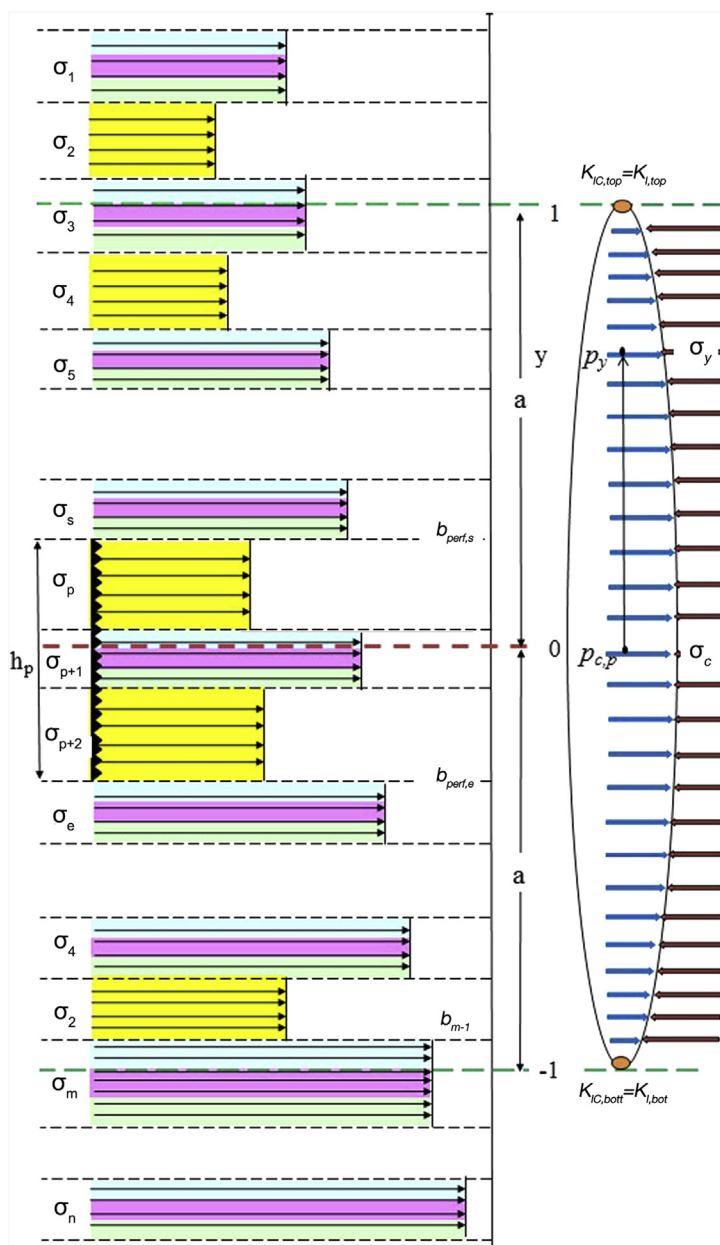 σ1
σ2
σ3
σ4
σ5
σs
σp
hp
σp+1
σp+2
σe
σ4
σ2
σm
σn
bperf,s
bperf,e
bm-1
1
y
a
0
a
-1
KIC,top=KI,top
py
σy
pc,p
σc
KIC,bott=KI,bot